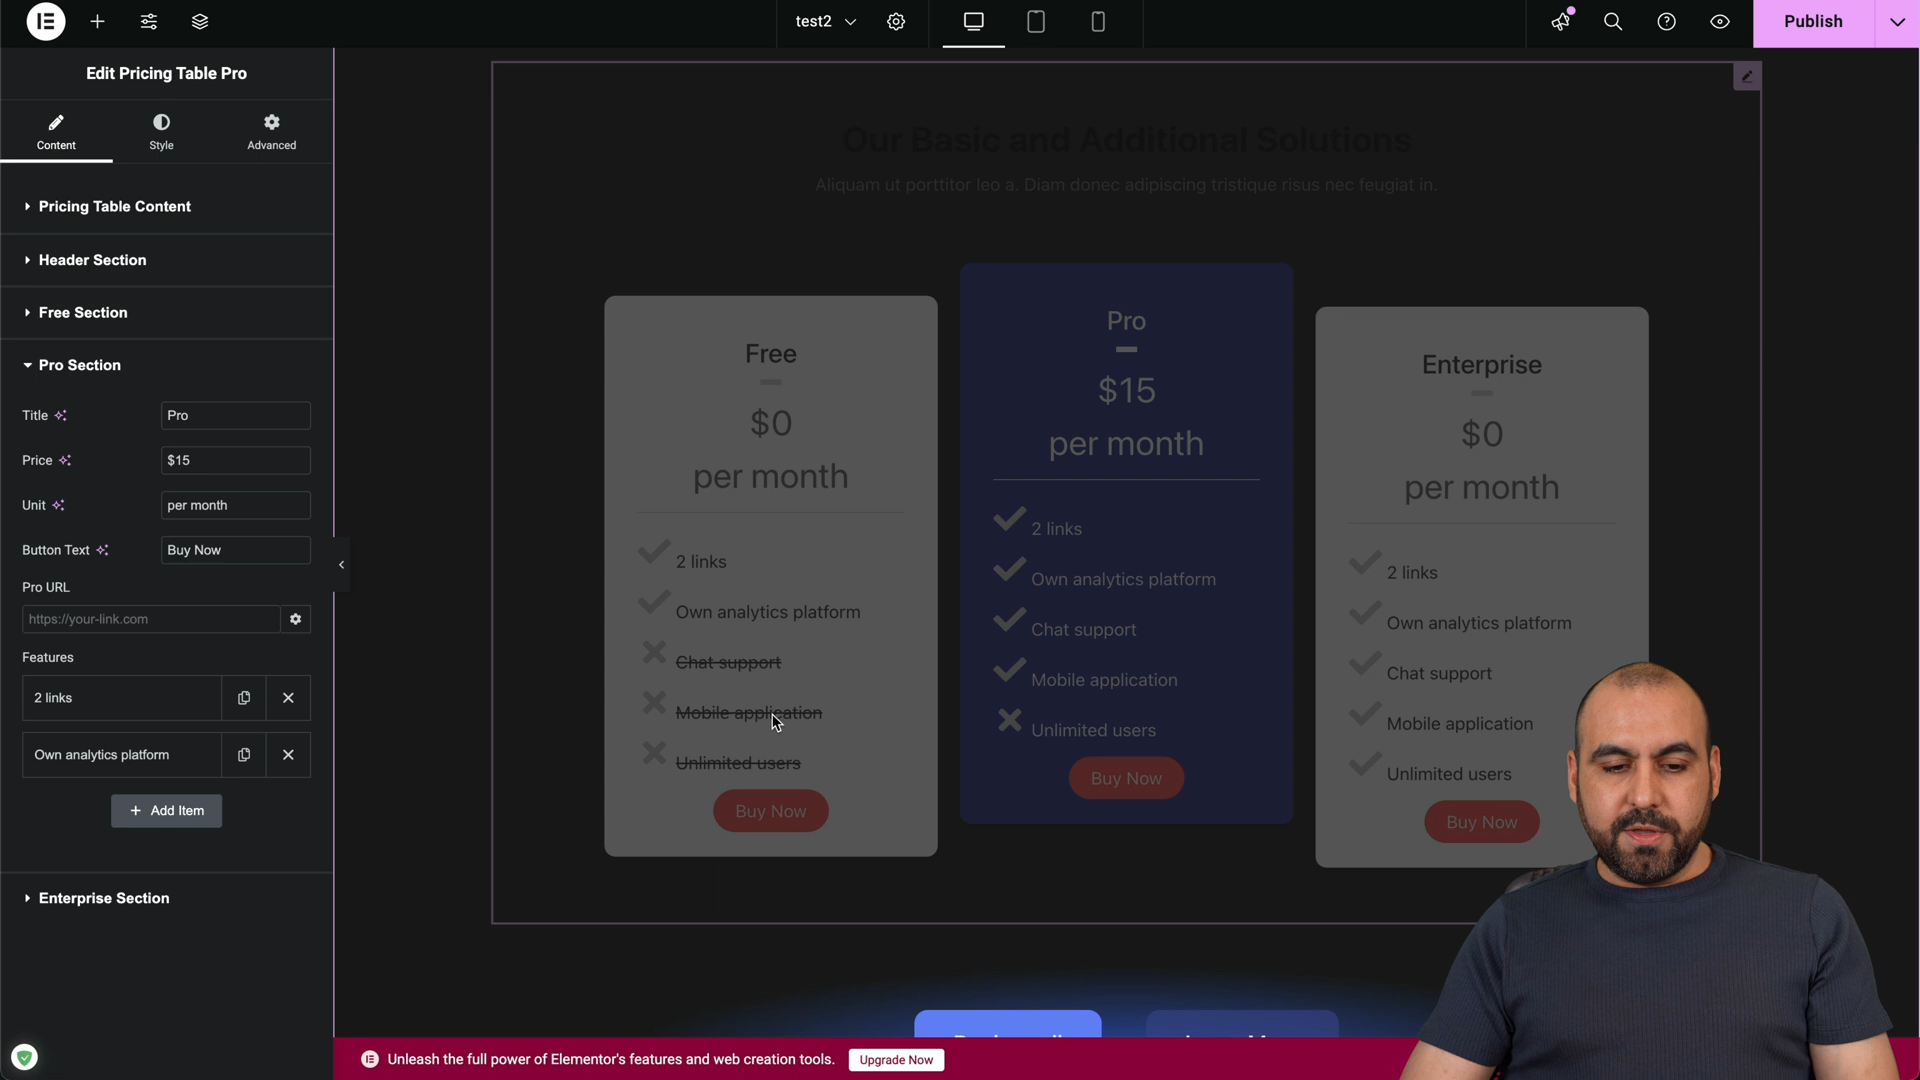 test2
Publish
Edit Pricing Table Pro
Content
Style
Advanced
Pricing Table Content
Header Section
Free Section
Pro Section
Title
Pro
Price
$15
Unit
per month
Button Text
Buy Now
Pro URL
https://your-link.com
Features
2 links
Own analytics platform
+ Add Item
Enterprise Section
Our Basic and Additional Solutions
Aliquam ut porttitor leo a. Diam donec adipiscing tristique risus nec feugiat in.
Free
$0
per month
2 links
Own analytics platform
Chat support
Mobile application
Unlimited users
Buy Now
Pro
$15
per month
2 links
Own analytics platform
Chat support
Mobile application
Unlimited users
Buy Now
Enterprise
$0
per month
2 links
Own analytics platform
Chat support
Mobile application
Unlimited users
Buy Now
Unleash the full power of Elementor's features and web creation tools.
Upgrade Now